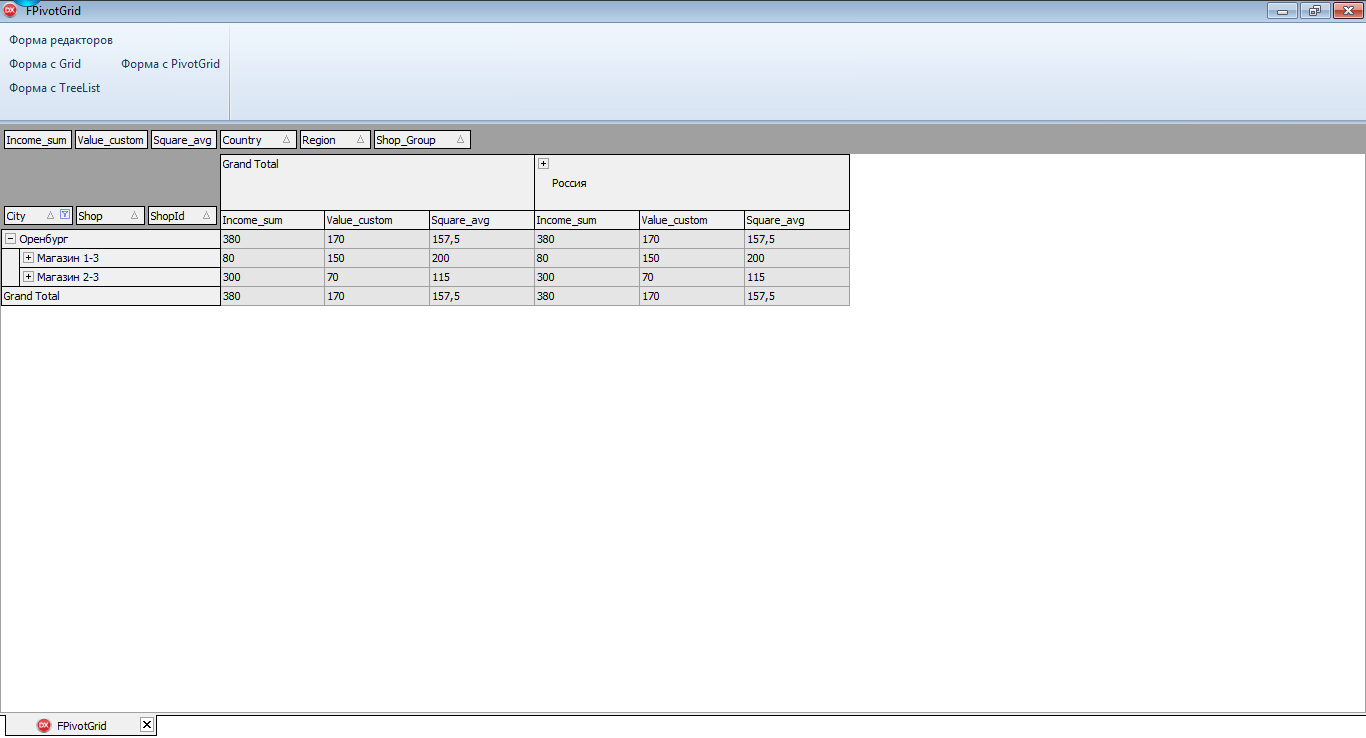 FPivotGrid
Форма редакторов
Форма с Grid Форма с PivotGrid
Форма с TreeList
Income_sum Value_custom Square_avg Country Region Shop_Group
Grand Total
Россия
City Shop ShopId Income_sum Value_custom Square_avg Income_sum Value_custom Square_avg
Оренбург 380 170 157,5 380 170 157,5
Магазин 1-3 80 150 200 80 150 200
Магазин 2-3 300 70 115 300 70 115
Grand Total 380 170 157,5 380 170 157,5
DX FPivotGrid